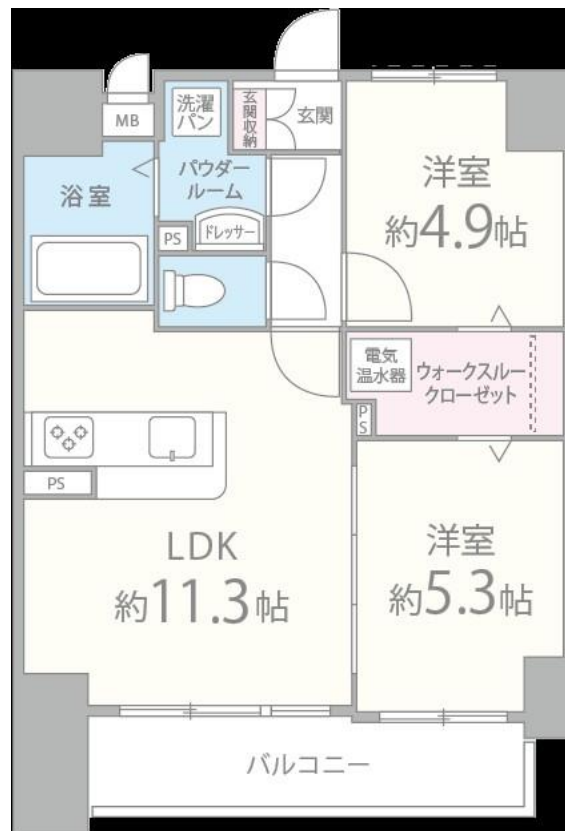 MB
洗濯
パン
玄関収納
玄関
浴室
パウダー
ルーム
PS
ドレッサー
洋室
約4.9帖
電気
温水器
ウォークスルー
クローゼット
PS
PS
LDK
約11.3帖
洋室
約5.3帖
バルコニー